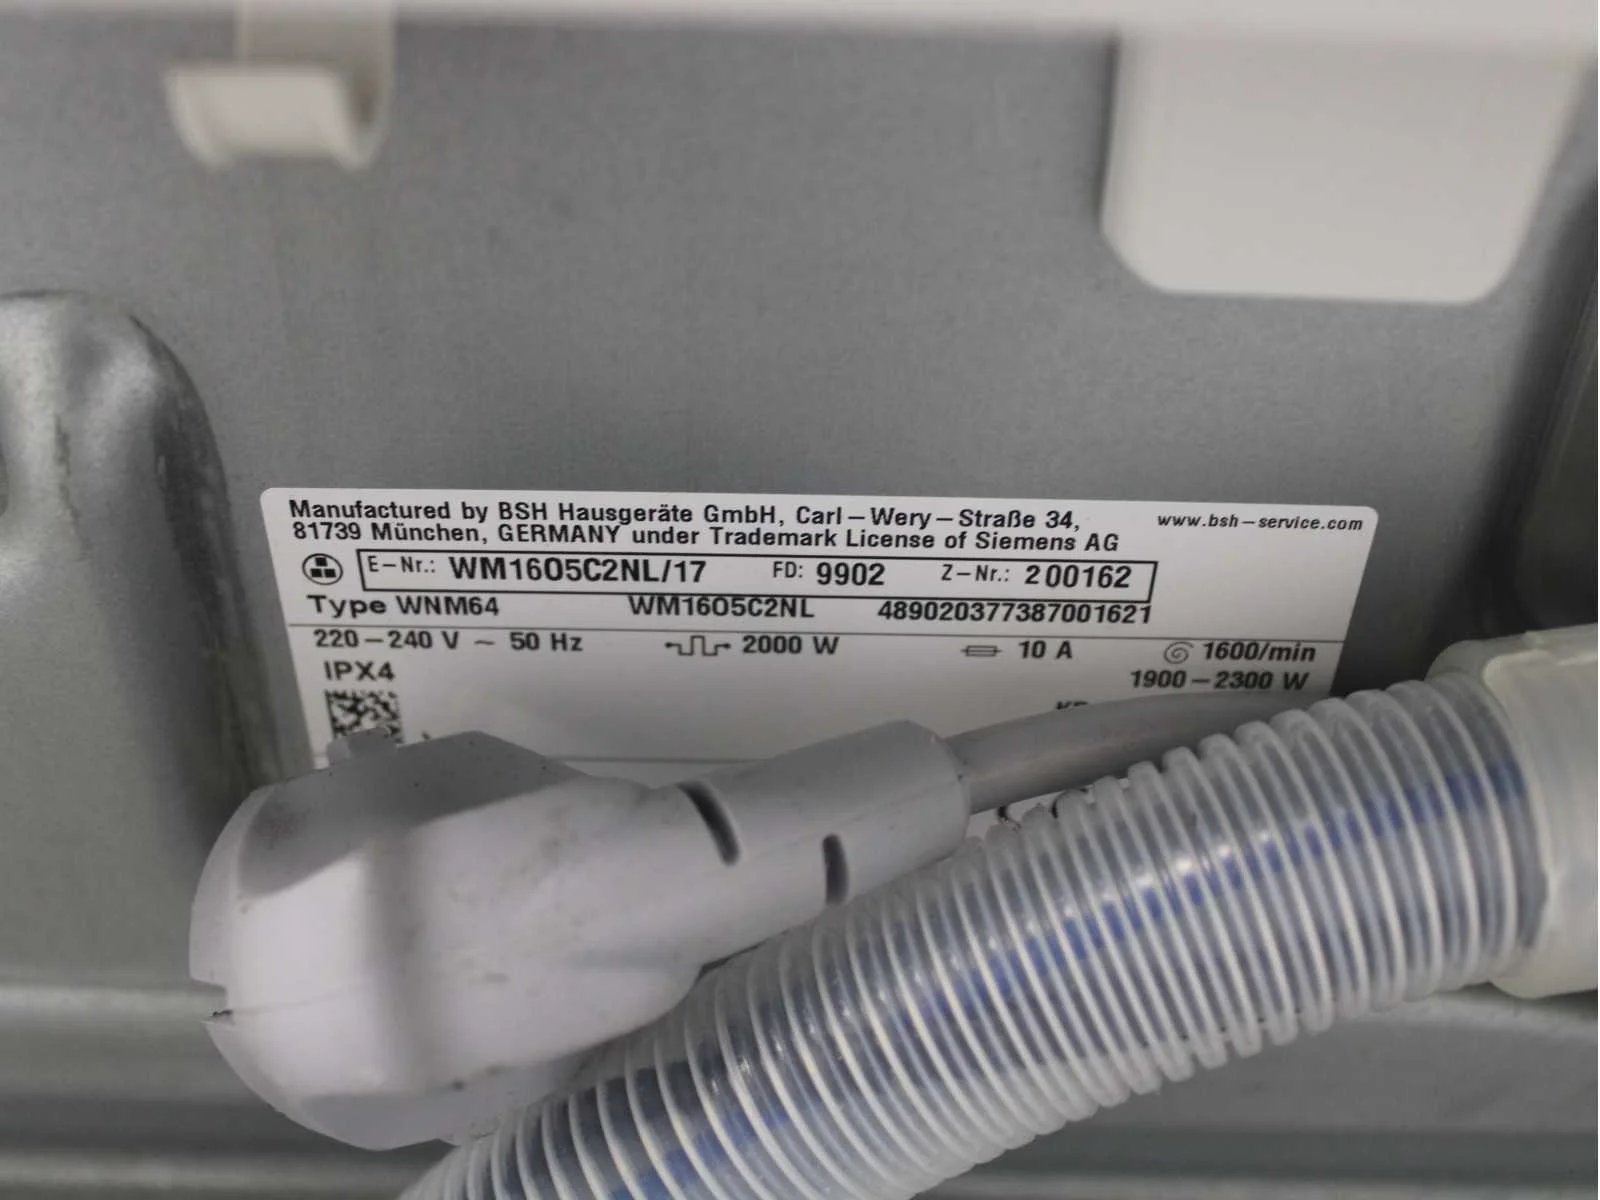 Manufactured by BSH Hausgeräte GmbH, Carl-Wery-Straße 34, www.bsh-service.com
81739 München, GERMANY under Trademark License of Siemens AG
E-Nr.: WM16O5C2NL/17 FD: 9902 Z-Nr.: 200162
Type WNM64 WM16O5C2NL 489020377387001621
220-240 V ~ 50 Hz 2000 W 10 A 1600/min
IPX4 1900-2300 W